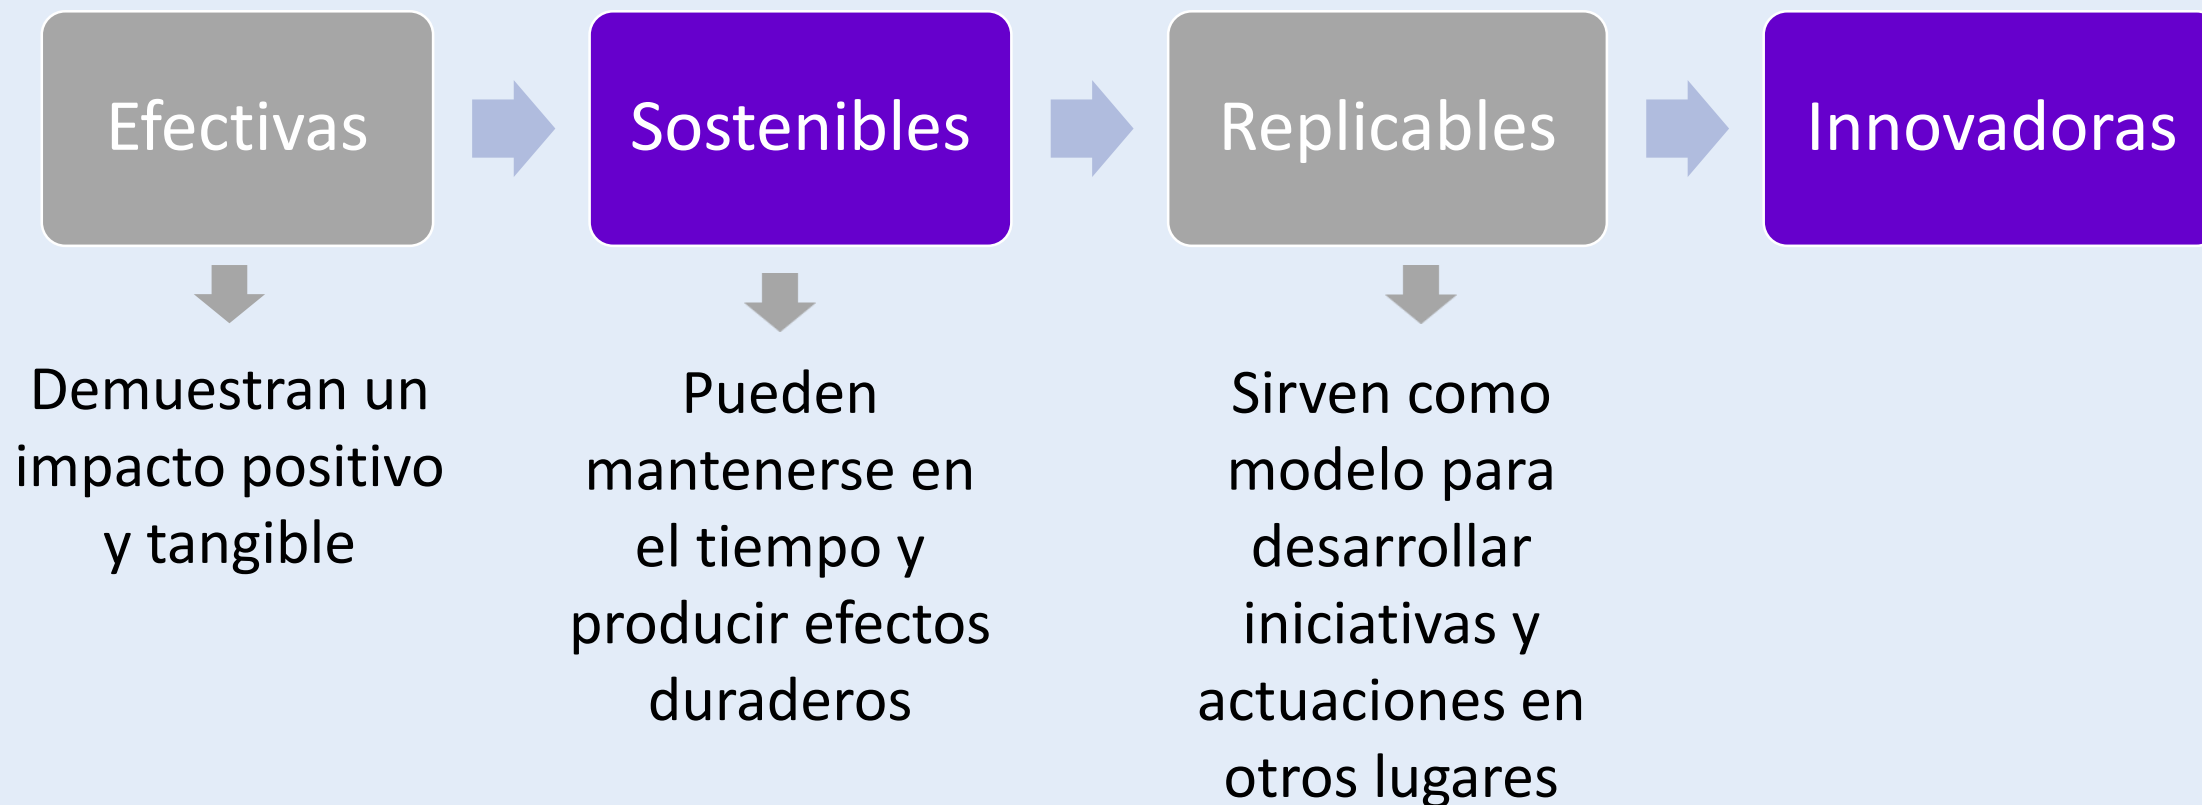 Efectivas
Sostenibles
Replicables
Innovadoras
Demuestran un
impacto positivo
y tangible
Pueden
mantenerse en
el tiempo y
producir efectos
duraderos
Sirven como
modelo para
desarrollar
iniciativas y
actuaciones en
otros lugares